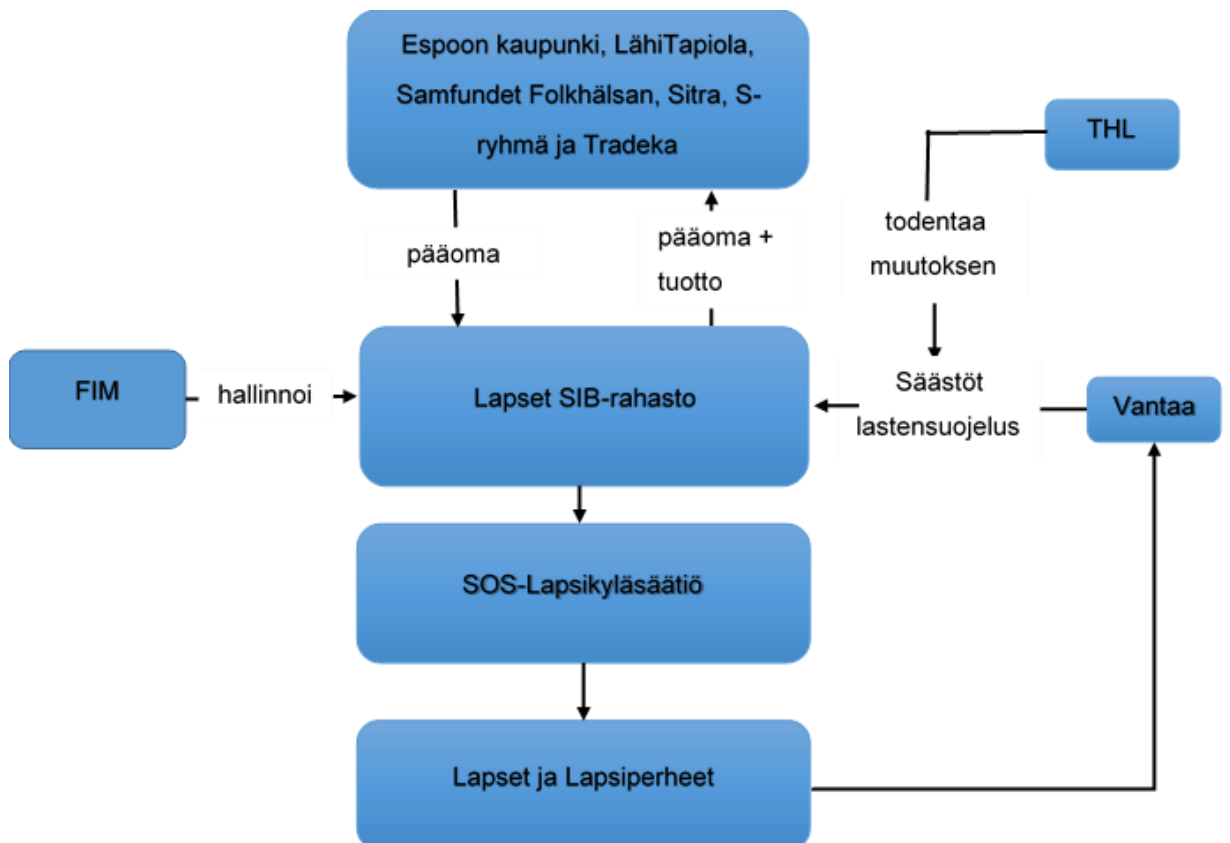 Espoon kaupunki, LähiTapiola,
Samfundet Folkhälsan, Sitra, S-
ryhmä ja Tradeka
THL
pääoma
pääoma +
tuotto
todentaa
muutoksen
FIM
hallinnoi
Lapset SIB-rahasto
Säästöt
lastensuojelus
Vantaa
SOS-Lapsikyläsäätiö
Lapset ja Lapsiperheet